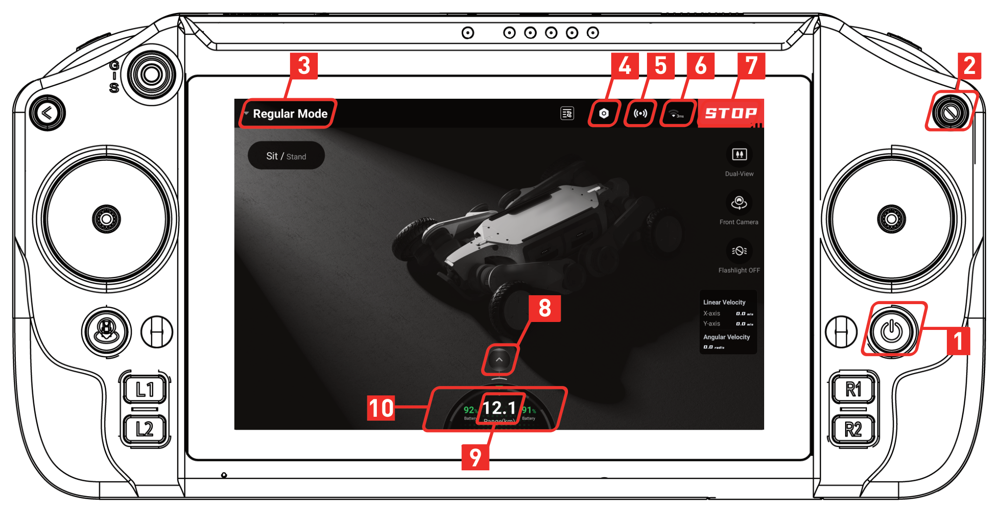 3
4
5
6
7
2
G
I
S
Regular Mode
3ms
STOP
Sit / Stand
Dual-View
Front Camera
Flashlight OFF
Linear Velocity
X-axis 0.0 m/s
Y-axis 0.0 m/s
Angular Velocity
0.0 rad/s
8
1
L1
L2
R1
R2
10
92%
Battery
12.1
Range(km)
91%
Battery
9